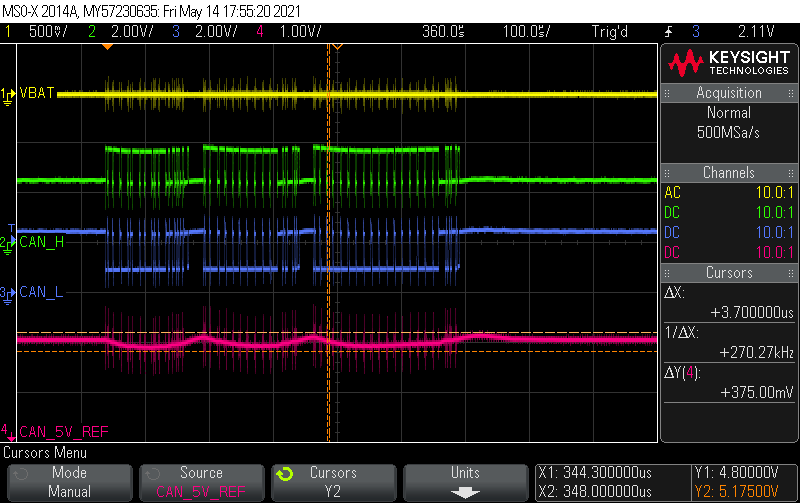 MSO-X 2014A, MY57230635: Fri May 14 17:55:20 2021
1 500mV/ 2 2.00V/ 3 2.00V/ 4 1.00V/ 360.0s 100.0s/ Trig'd 3 2.11V
KEYSIGHT
TECHNOLOGIES
Acquisition
Normal
500MSa/s
Channels
AC 10.0:1
DC 10.0:1
DC 10.0:1
DC 10.0:1
Cursors
ΔX:
+3.700000us
1/ΔX:
+270.27kHz
ΔY(4):
+375.00mV
1 VBAT
T
2 CAN_H
3 CAN_L
4 CAN_5V_REF
Cursors Menu
Mode
Manual
Source
CAN_5V_REF
Cursors
Y2
Units
X1: 344.300000us
X2: 348.000000us
Y1: 4.80000V
Y2: 5.17500V